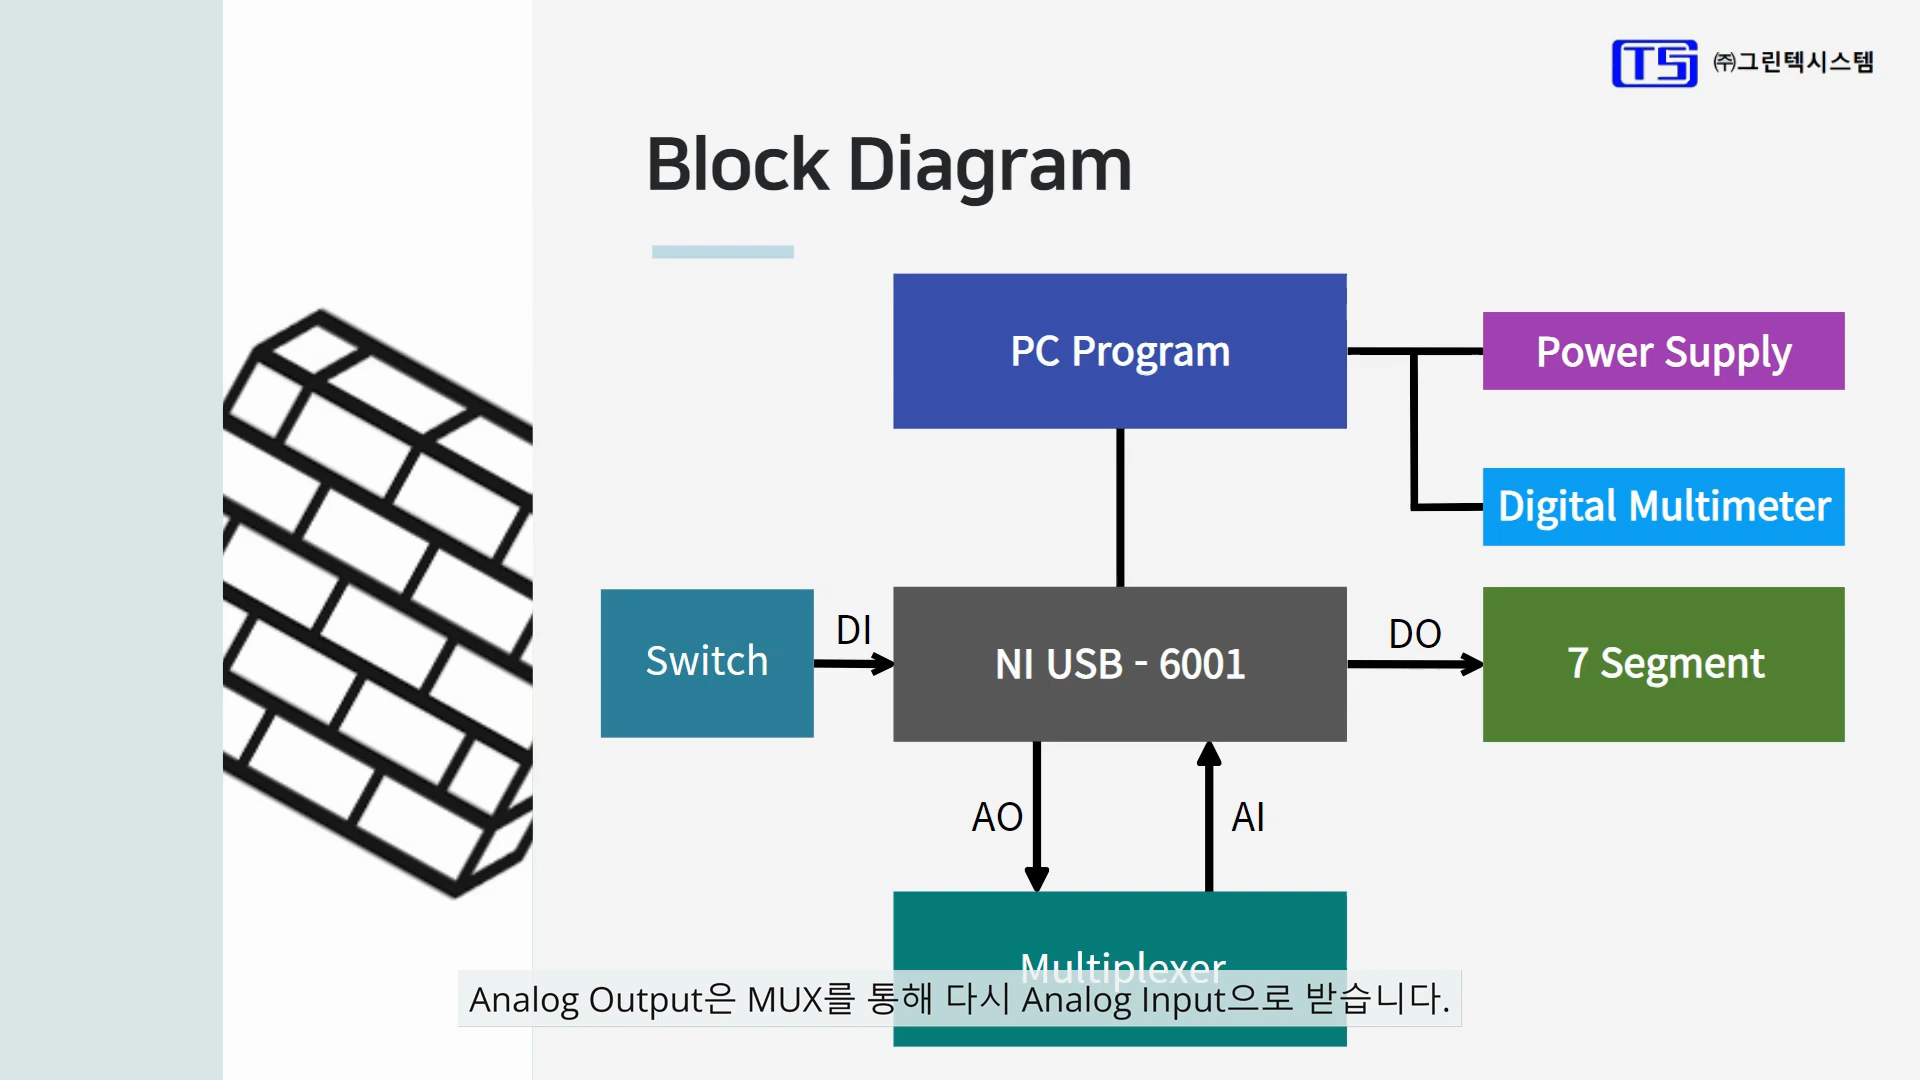 TS ㈜그린텍시스템
Block Diagram
PC Program
Power Supply
Digital Multimeter
Switch
DI
NI USB - 6001
DO
7 Segment
AO
AI
Multiplexer
Analog Output은 MUX를 통해 다시 Analog Input으로 받습니다.